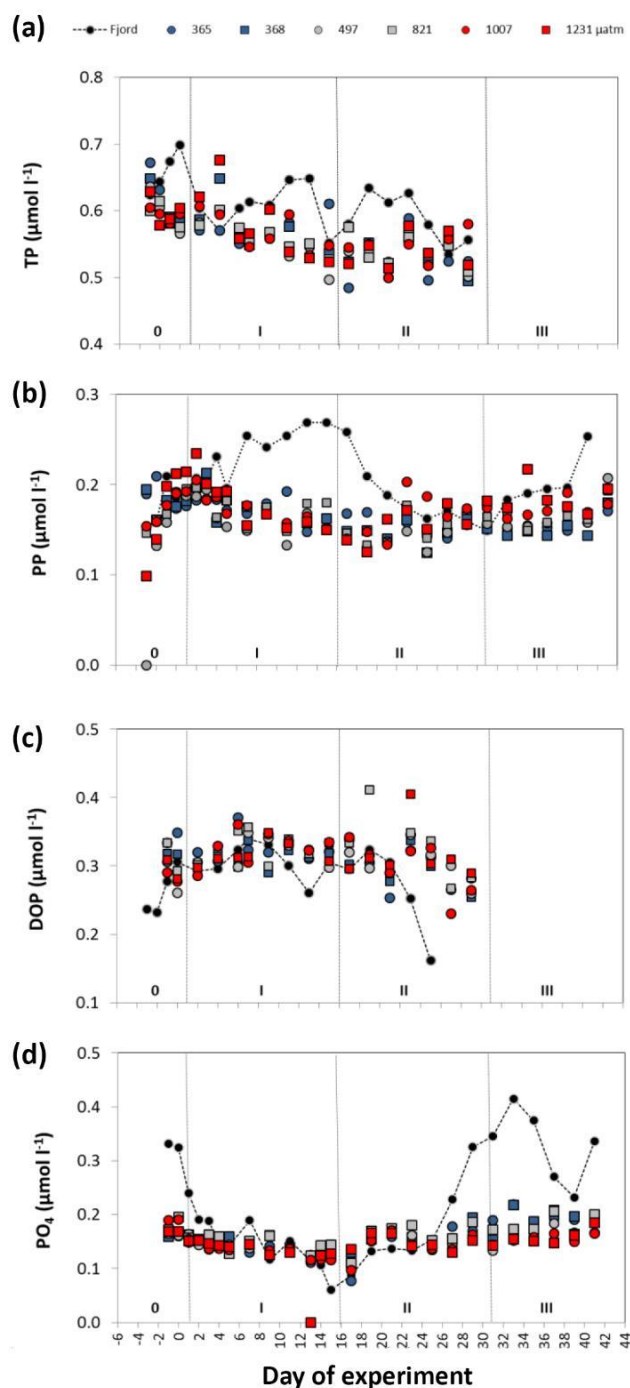 (a)
Fjord 365 368 497 821 1007 1231 µatm
TP (µmol l⁻¹)
0.8
0.7
0.6
0.5
0.4
0 I II III
(b)
PP (µmol l⁻¹)
0.3
0.2
0.1
0.0
0 I II III
(c)
DOP (µmol l⁻¹)
0.5
0.4
0.3
0.2
0.1
0 I II III
(d)
PO₄ (µmol l⁻¹)
0.5
0.4
0.3
0.2
0.1
0.0
0 I II III
-6 -4 -2 0 2 4 6 8 10 12 14 16 18 20 22 24 26 28 30 32 34 36 38 40 42 44
Day of experiment